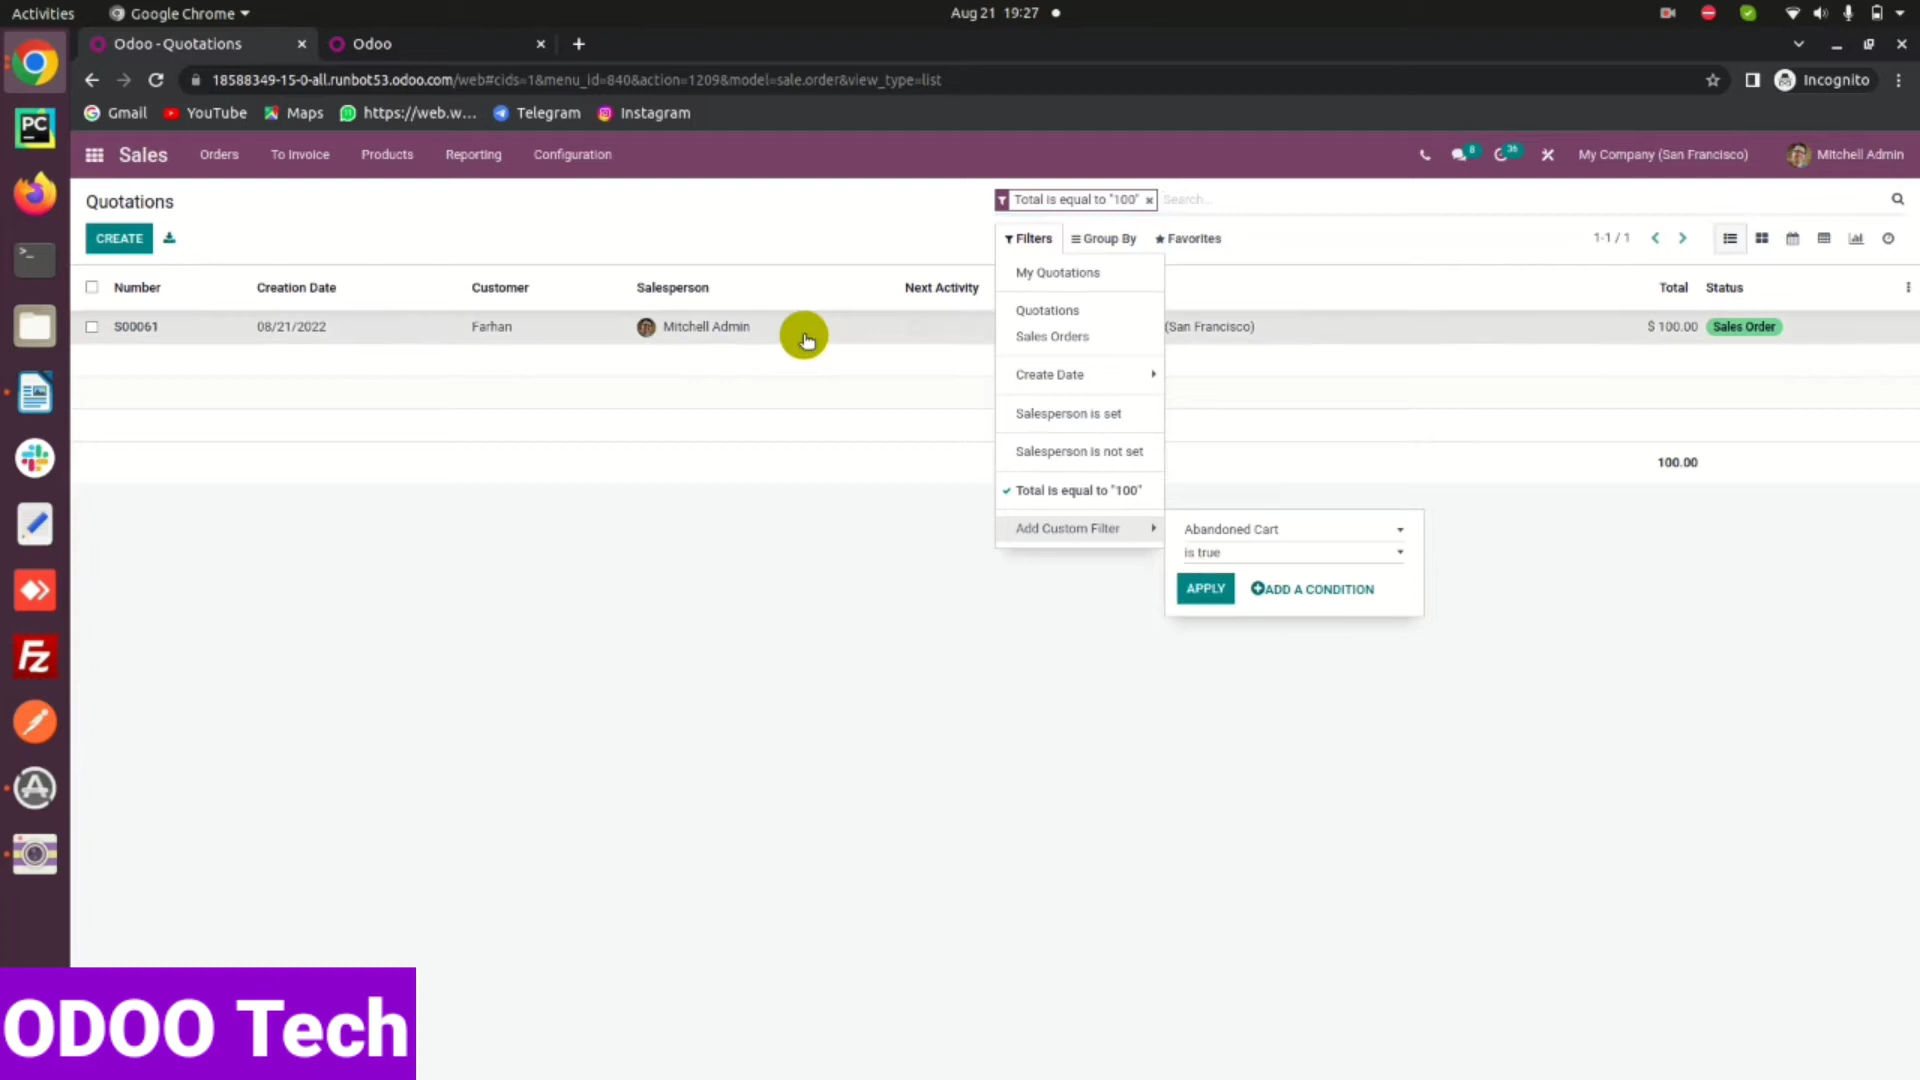 Activities
Google Chrome
Aug 21 19:27
Odoo - Quotations
Odoo
18588349-15-0-all.runbot53.odoo.com/web#cids=1&menu_id=840&action=1209&model=sale.order&view_type=list
Incognito
Gmail
YouTube
Maps
https://web.w...
Telegram
Instagram
PC
Sales
Orders
To Invoice
Products
Reporting
Configuration
8
36
My Company (San Francisco)
Mitchell Admin
Quotations
Total is equal to "100"
Search...
CREATE
Filters
Group By
Favorites
1-1 / 1
My Quotations
Number
Creation Date
Customer
Salesperson
Next Activity
Total
Status
Quotations
S00061
08/21/2022
Farhan
Mitchell Admin
(San Francisco)
$ 100.00
Sales Order
Sales Orders
Create Date
Salesperson is set
Salesperson is not set
100.00
Total is equal to "100"
Add Custom Filter
Abandoned Cart
is true
APPLY
ADD A CONDITION
FZ
ODOO Tech